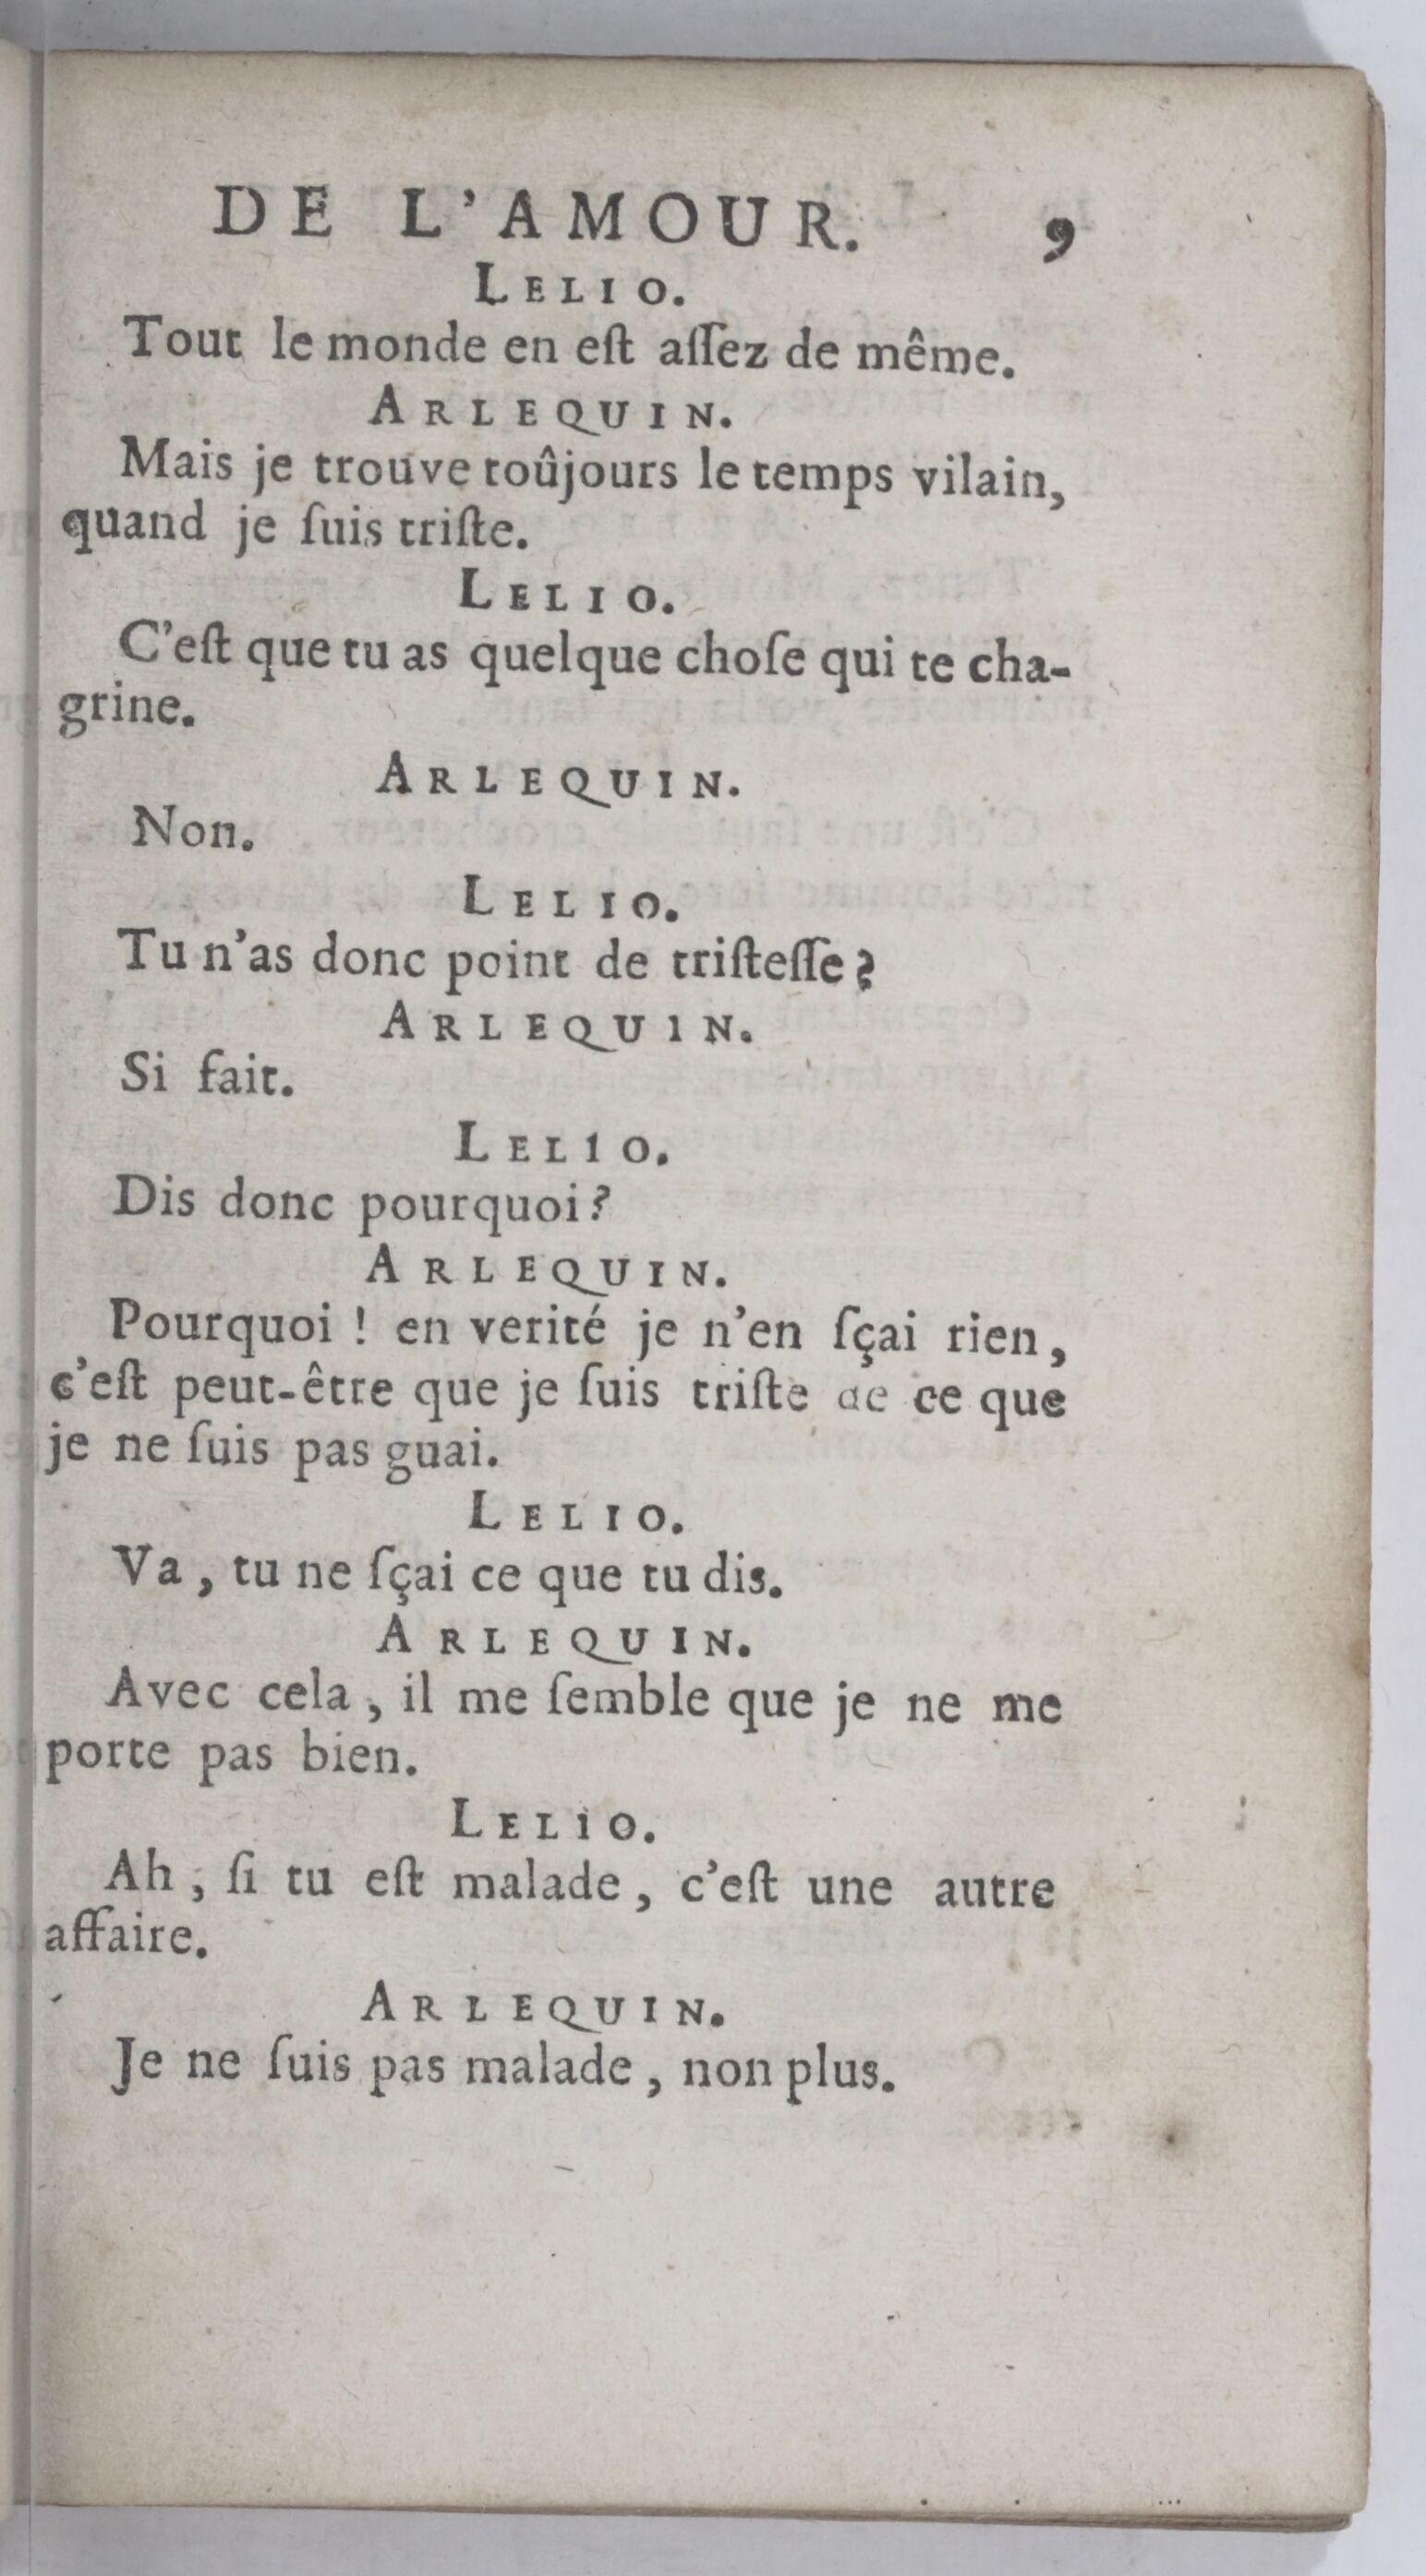 DE L'AMOUR. 9
LELIO.
Tout le monde en eſt aſſez de même.
ARLEQUIN.
Mais je trouve toûjours le temps vilain,
quand je ſuis triſte.
LELIO.
C'eſt que tu as quelque choſe qui te cha-
grine.
ARLEQUIN.
Non.
LELIO.
Tu n'as donc point de triſteſſe?
ARLEQUIN.
Si fait.
LELIO.
Dis donc pourquoi?
ARLEQUIN.
Pourquoi ! en verité je n'en ſçai rien,
c'eſt peut-être que je ſuis triſte de ce que
je ne ſuis pas guai.
LELIO.
Va, tu ne ſçai ce que tu dis.
ARLEQUIN.
Avec cela, il me ſemble que je ne me
porte pas bien.
LELIO.
Ah, ſi tu eſt malade, c'eſt une autre
affaire.
ARLEQUIN.
Je ne ſuis pas malade, non plus.